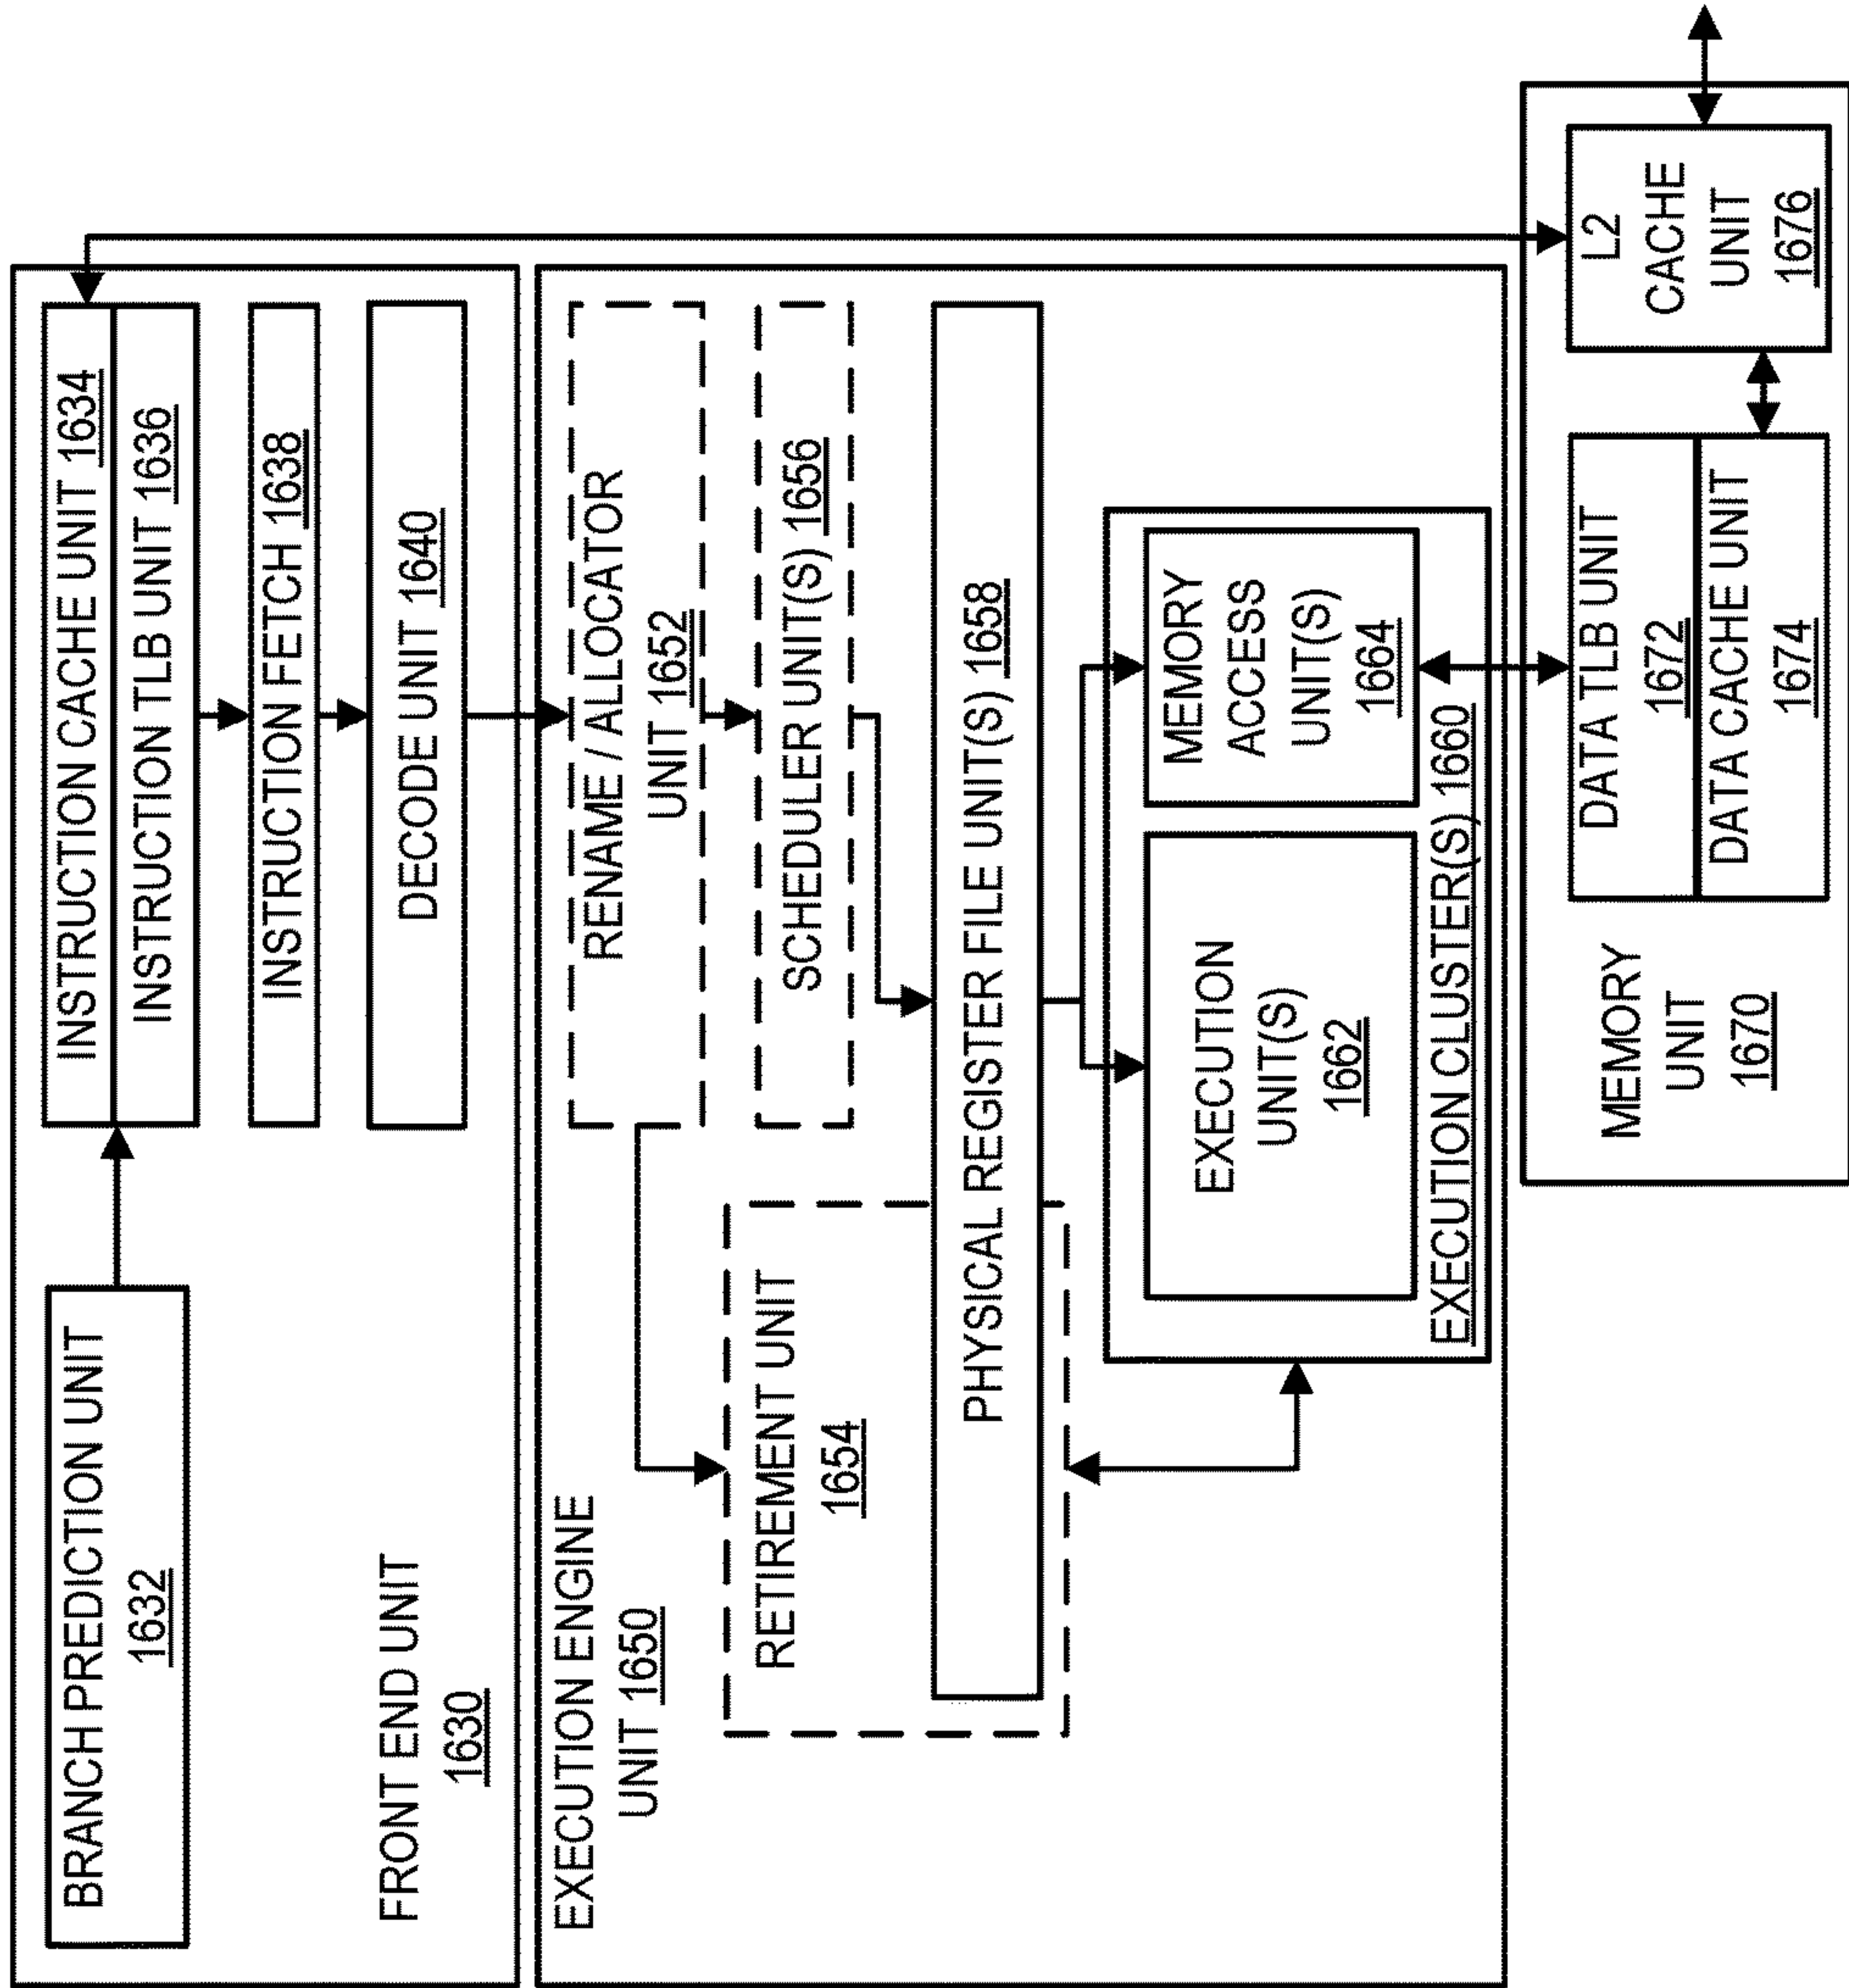 BRANCH PREDICTION UNIT
1632
INSTRUCTION CACHE UNIT 1634
INSTRUCTION TLB UNIT 1636
INSTRUCTION FETCH 1638
DECODE UNIT 1640
FRONT END UNIT
1630
EXECUTION ENGINE
UNIT 1650
RENAME / ALLOCATOR
UNIT 1652
RETIREMENT UNIT
1654
SCHEDULER UNIT(S) 1656
PHYSICAL REGISTER FILE UNIT(S) 1658
EXECUTION
UNIT(S)
1662
MEMORY
ACCESS
UNIT(S)
1664
EXECUTION CLUSTER(S) 1660
MEMORY
UNIT
1670
DATA TLB UNIT
1672
DATA CACHE UNIT
1674
L2
CACHE
UNIT
1676